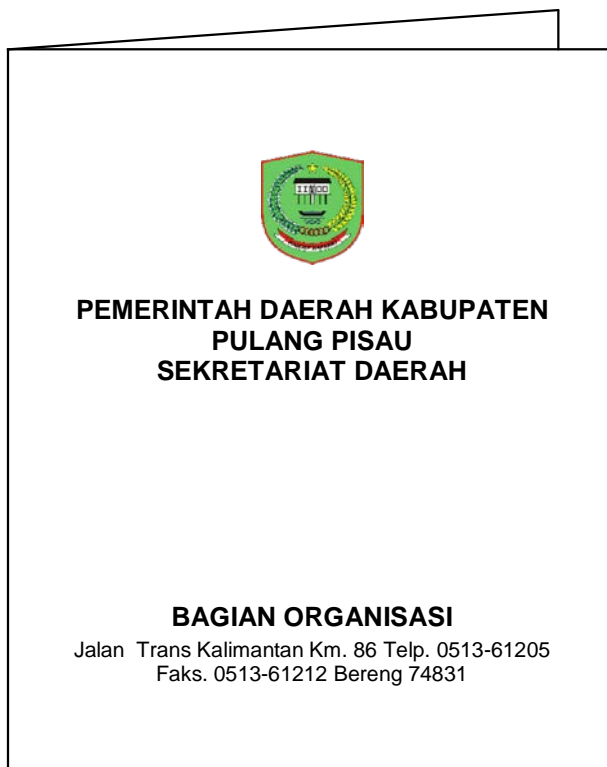 PEMERINTAH DAERAH KABUPATEN
PULANG PISAU
SEKRETARIAT DAERAH
BAGIAN ORGANISASI
Jalan Trans Kalimantan Km. 86 Telp. 0513-61205
Faks. 0513-61212 Bereng 74831